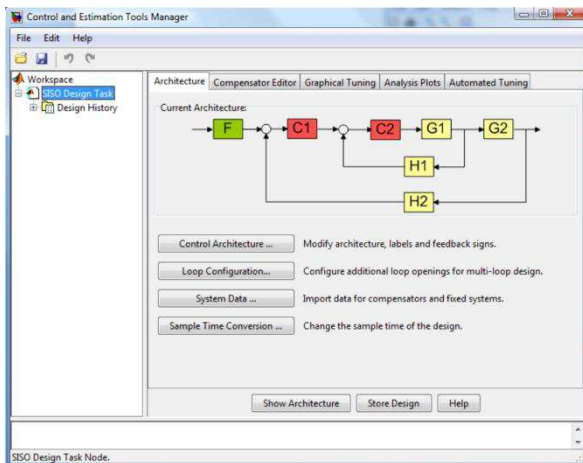 Control and Estimation Tools Manager
File Edit Help
Workspace
SISO Design Task
Design History
Architecture Compensator Editor Graphical Tuning Analysis Plots Automated Tuning
Current Architecture:
F C1 C2 G1 G2
H1
H2
Control Architecture ... Modify architecture, labels and feedback signs.
Loop Configuration... Configure additional loop openings for multi-loop design.
System Data ... Import data for compensators and fixed systems.
Sample Time Conversion ... Change the sample time of the design.
Show Architecture Store Design Help
SISO Design Task Node.